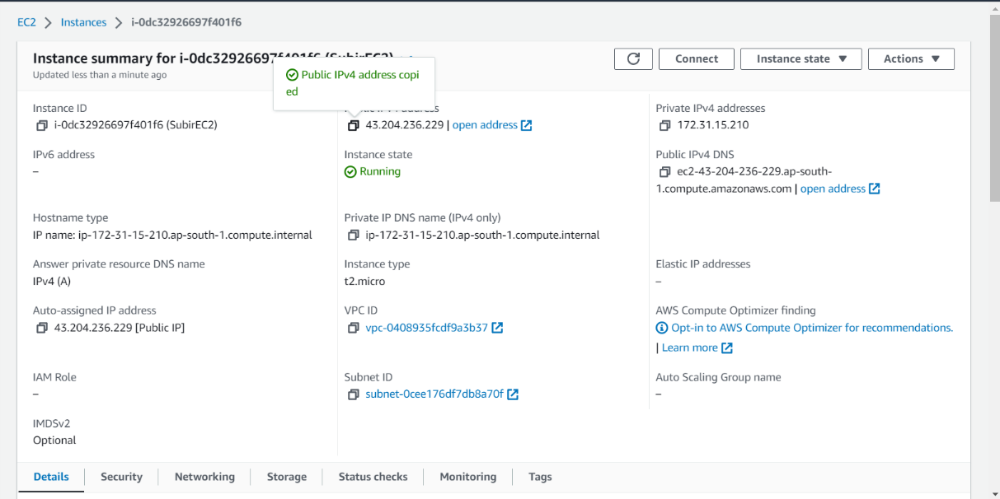 EC2 > Instances > i-0dc32926697f401f6
Instance summary for i-0dc32926697f401f6 (SubirEC2)
Updated less than a minute ago
Connect
Instance state
Actions
Public IPv4 address copi
ed
Instance ID
i-0dc32926697f401f6 (SubirEC2)
Public IPv4 address
43.204.236.229 | open address
Private IPv4 addresses
172.31.15.210
IPv6 address
–
Instance state
Running
Public IPv4 DNS
ec2-43-204-236-229.ap-south-
1.compute.amazonaws.com | open address
Hostname type
IP name: ip-172-31-15-210.ap-south-1.compute.internal
Private IP DNS name (IPv4 only)
ip-172-31-15-210.ap-south-1.compute.internal
Answer private resource DNS name
IPv4 (A)
Instance type
t2.micro
Elastic IP addresses
–
Auto-assigned IP address
43.204.236.229 [Public IP]
VPC ID
vpc-0408935fcdf9a3b37
AWS Compute Optimizer finding
Opt-in to AWS Compute Optimizer for recommendations.
| Learn more
IAM Role
–
Subnet ID
subnet-0cee176df7db8a70f
Auto Scaling Group name
–
IMDSv2
Optional
Details
Security
Networking
Storage
Status checks
Monitoring
Tags